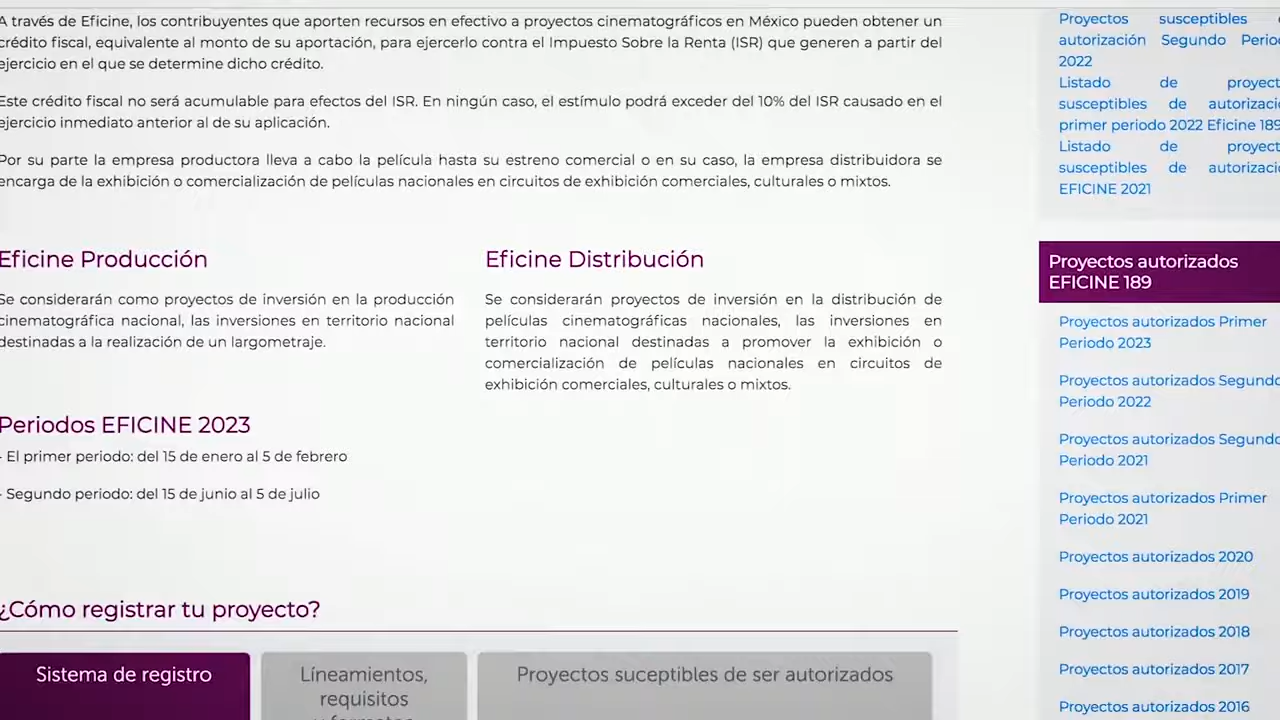 A través de Eficine, los contribuyentes que aporten recursos en efectivo a proyectos cinematográficos en México pueden obtener un
crédito fiscal, equivalente al monto de su aportación, para ejercerlo contra el Impuesto Sobre la Renta (ISR) que generen a partir del
ejercicio en el que se determine dicho crédito.
Este crédito fiscal no será acumulable para efectos del ISR. En ningún caso, el estímulo podrá exceder del 10% del ISR causado en el
ejercicio inmediato anterior al de su aplicación.
Por su parte la empresa productora lleva a cabo la película hasta su estreno comercial o en su caso, la empresa distribuidora se
encarga de la exhibición o comercialización de películas nacionales en circuitos de exhibición comerciales, culturales o mixtos.
Eficine Producción
Se considerarán como proyectos de inversión en la producción
cinematográfica nacional, las inversiones en territorio nacional
destinadas a la realización de un largometraje.
Eficine Distribución
Se considerarán proyectos de inversión en la distribución de
películas cinematográficas nacionales, las inversiones en
territorio nacional destinadas a promover la exhibición o
comercialización de películas nacionales en circuitos de
exhibición comerciales, culturales o mixtos.
Periodos EFICINE 2023
- El primer periodo: del 15 de enero al 5 de febrero
- Segundo periodo: del 15 de junio al 5 de julio
¿Cómo registrar tu proyecto?
Sistema de registro
Líneamientos,
requisitos
y formatos
Proyectos suceptibles de ser autorizados
Proyectos susceptibles
autorización Segundo Perio
2022
Listado de proyect
susceptibles de autorizaci
primer periodo 2022 Eficine 189
Listado de proyect
susceptibles de autorizaci
EFICINE 2021
Proyectos autorizados
EFICINE 189
Proyectos autorizados Primer
Periodo 2023
Proyectos autorizados Segundo
Periodo 2022
Proyectos autorizados Segundo
Periodo 2021
Proyectos autorizados Primer
Periodo 2021
Proyectos autorizados 2020
Proyectos autorizados 2019
Proyectos autorizados 2018
Proyectos autorizados 2017
Proyectos autorizados 2016